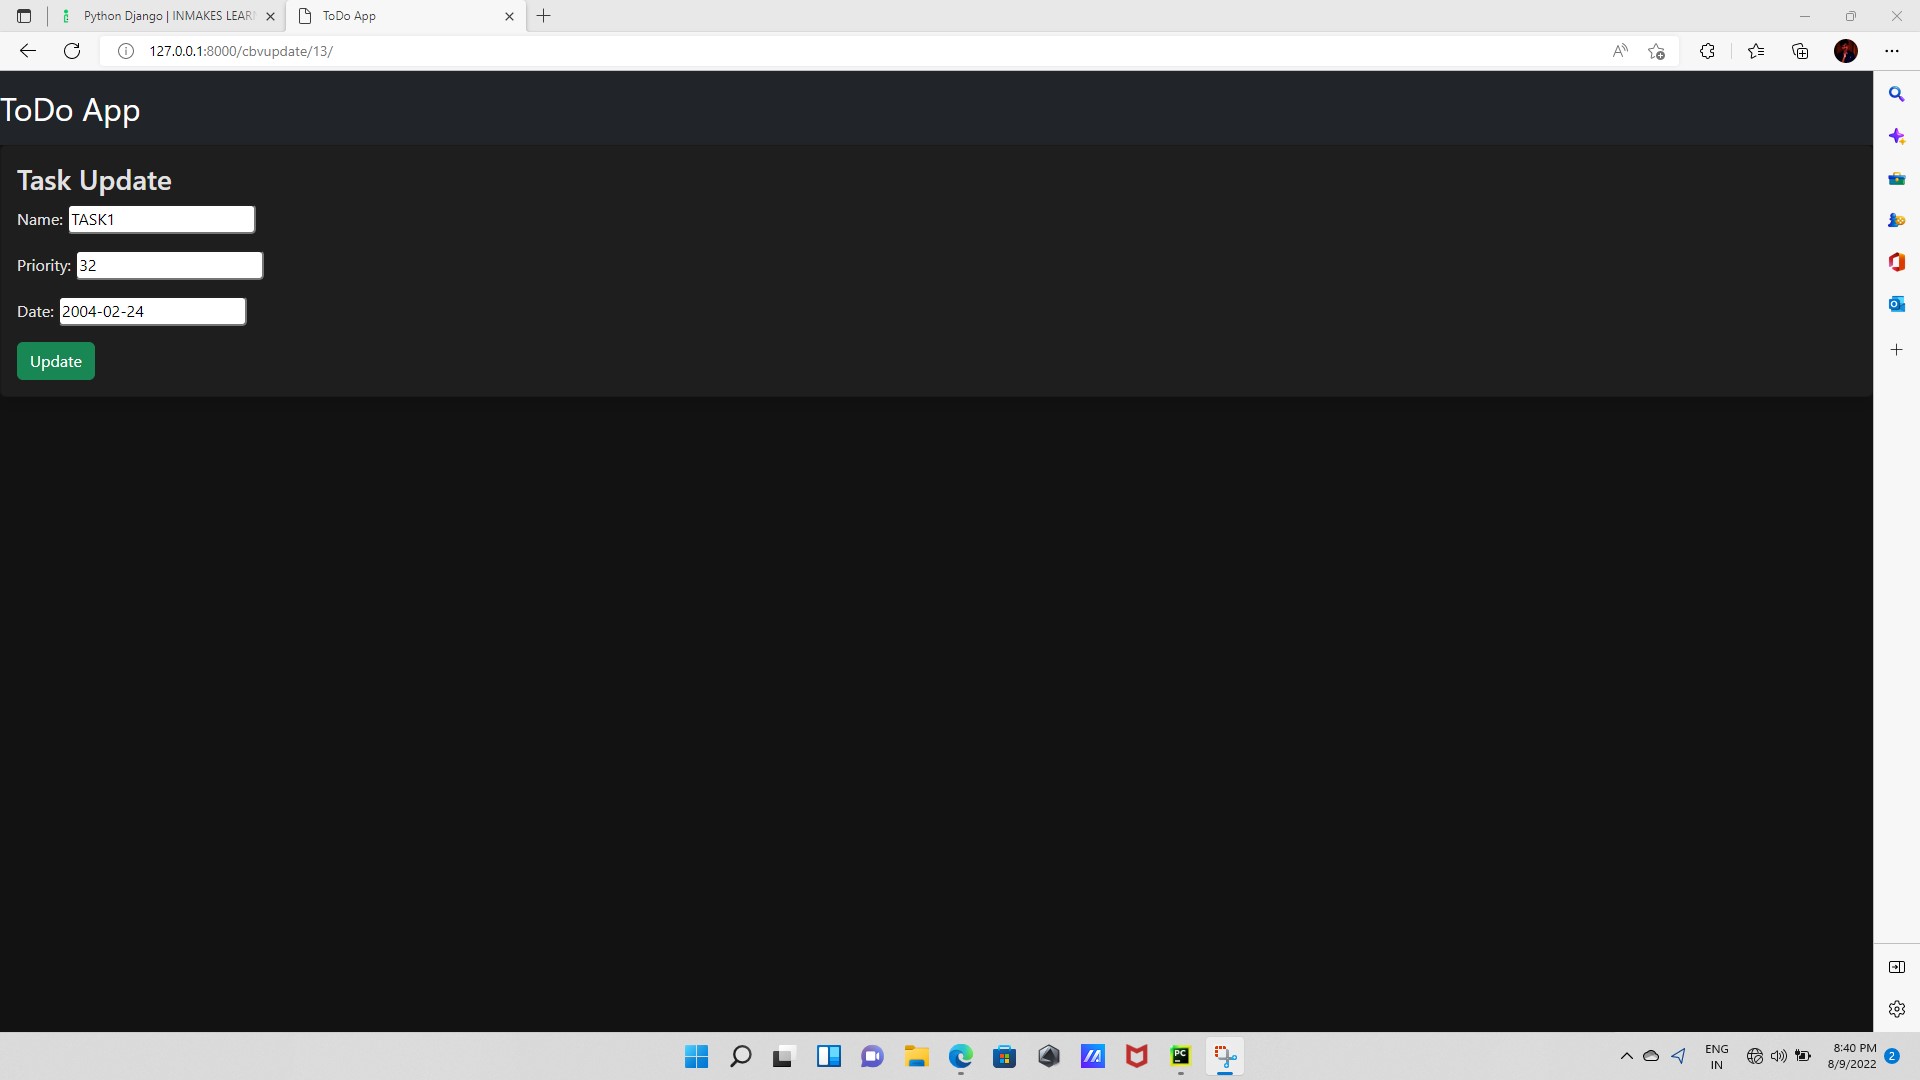 Python Django | INMAKES LEAR
ToDo App
127.0.0.1:8000/cbvupdate/13/
ToDo App
Task Update
Name: TASK1
Priority: 32
Date: 2004-02-24
Update
PC
ENG
IN
8:40 PM
8/9/2022
2